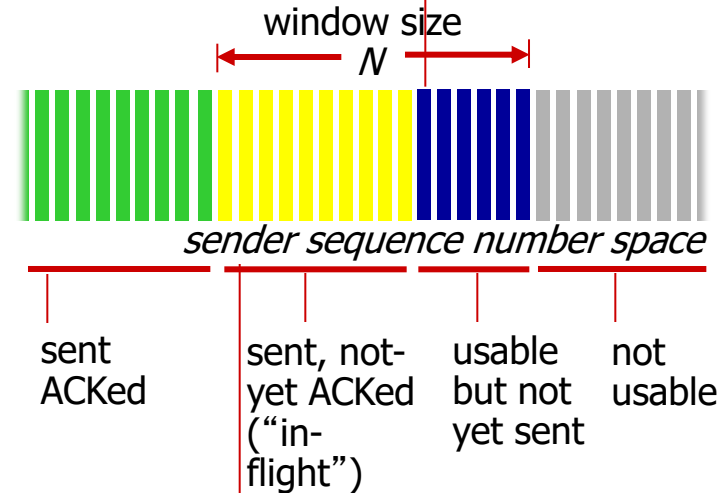 window size
N
sender sequence number space
sent
ACKed
sent, not-
yet ACKed
(“in-
flight”)
usable
but not
yet sent
not
usable